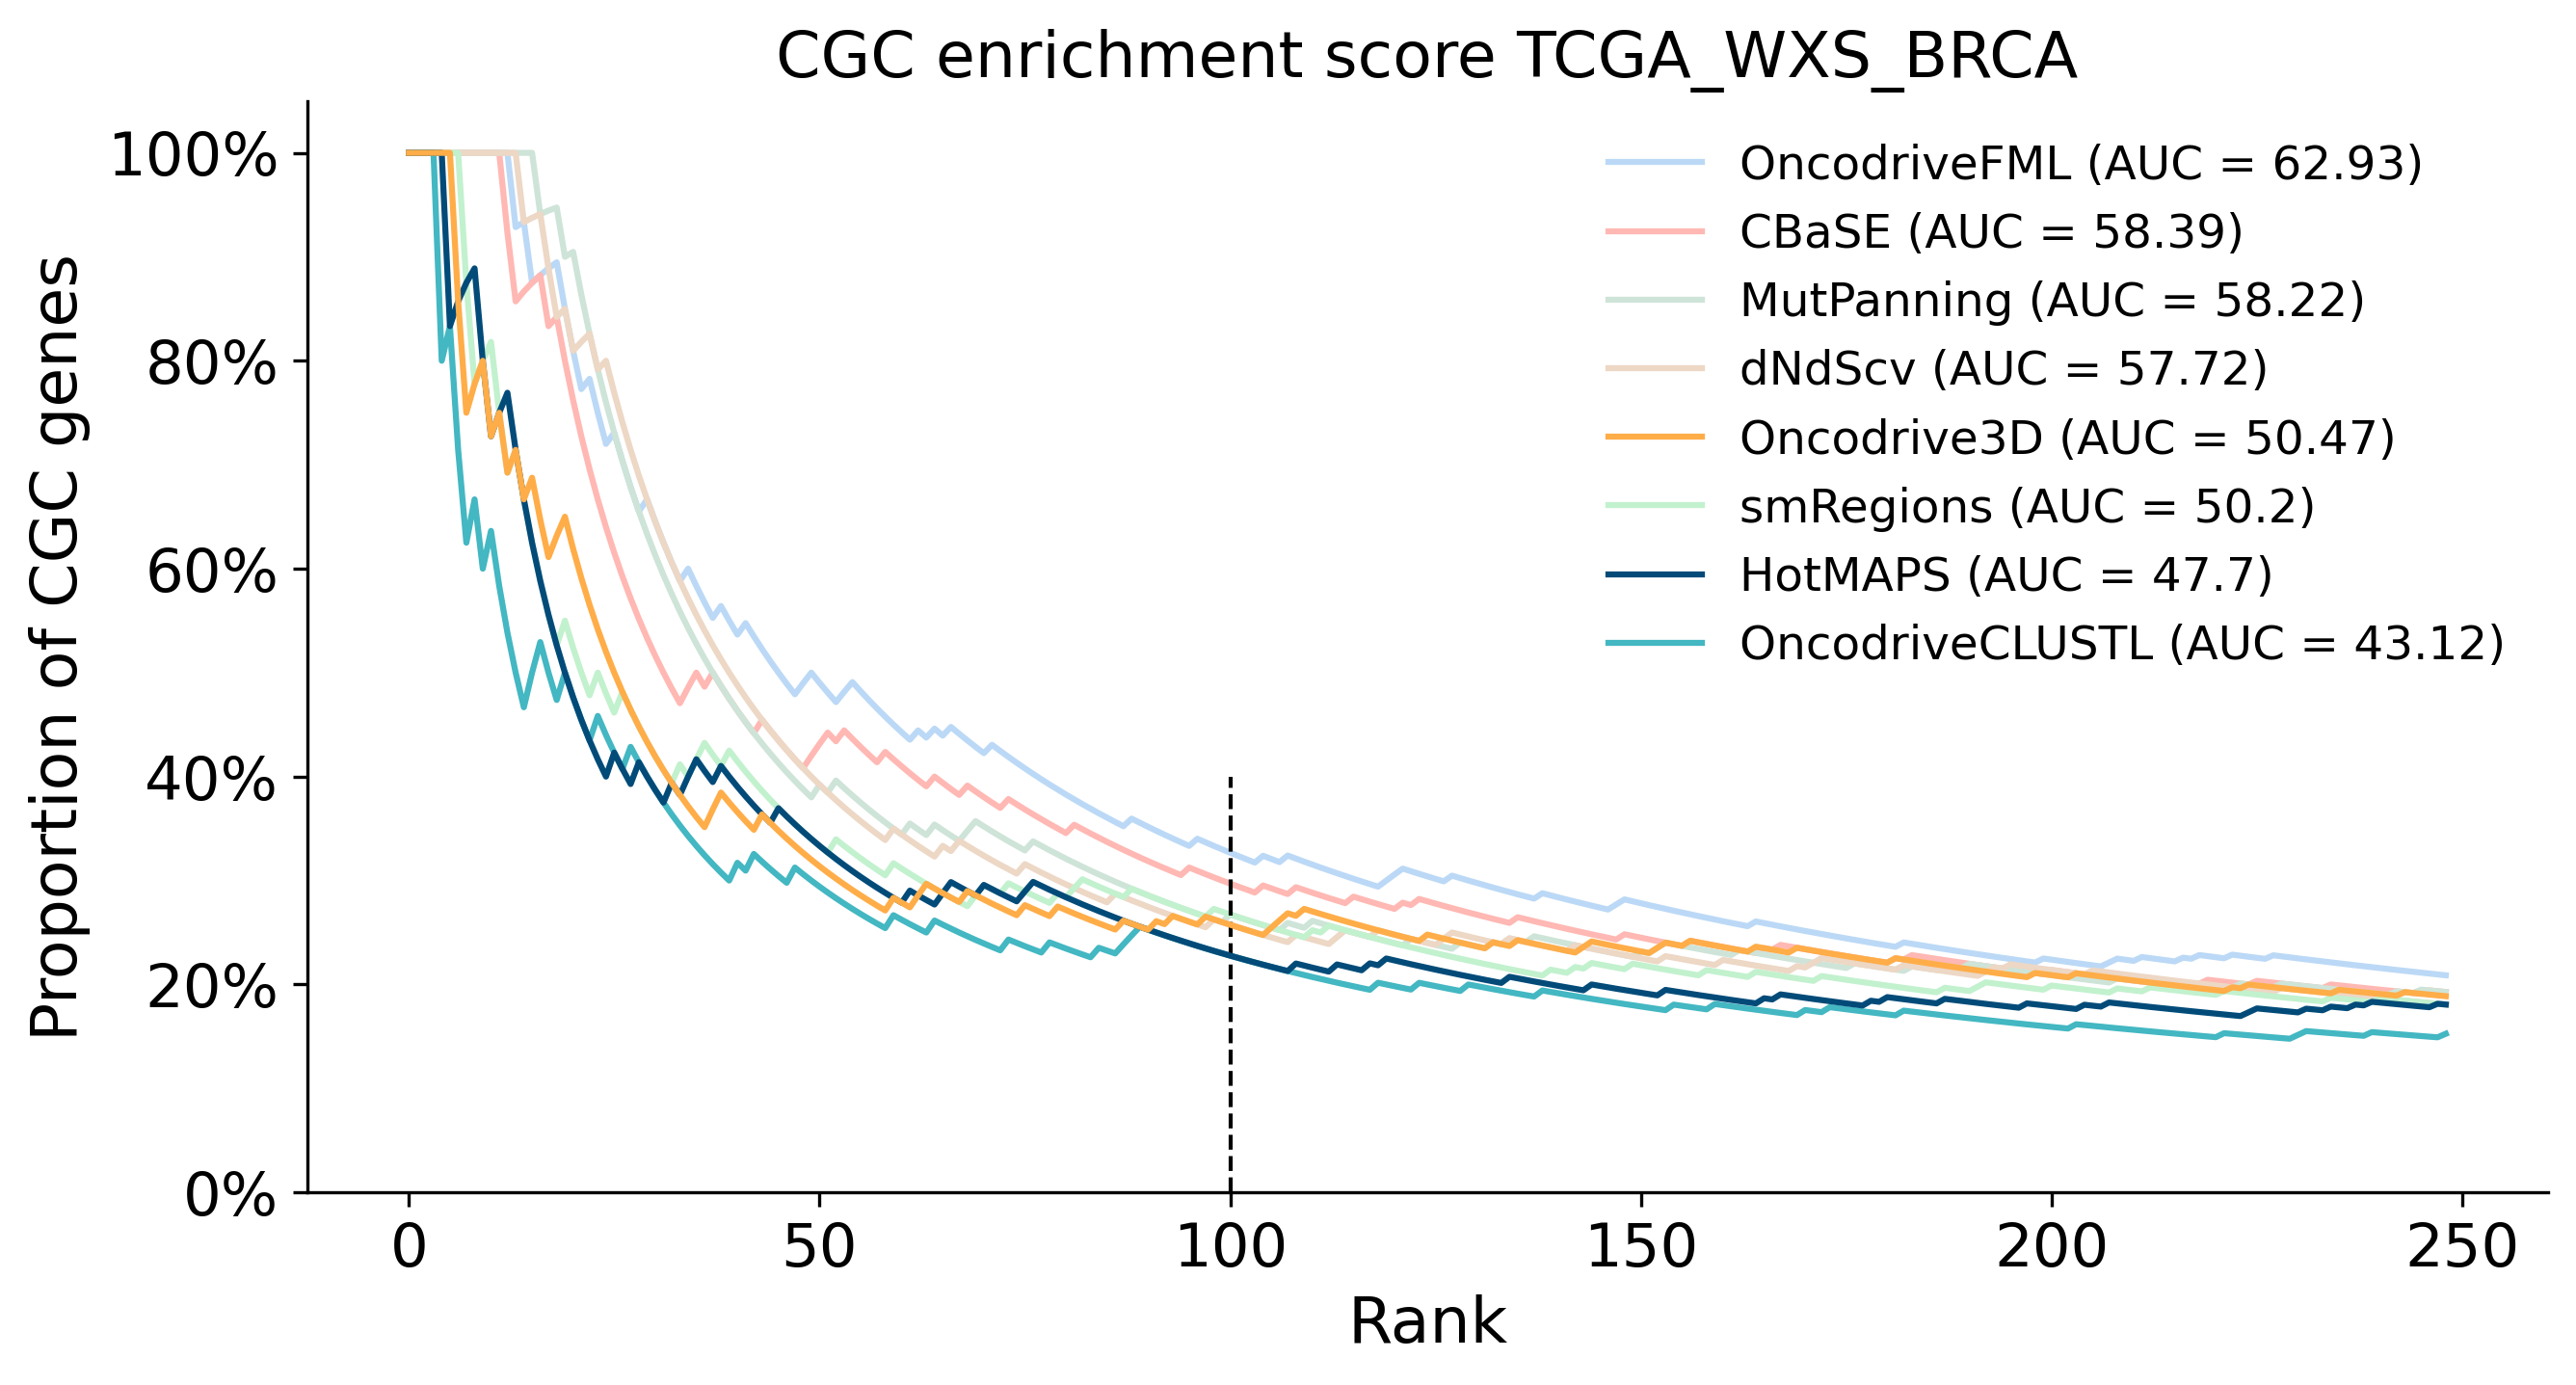 CGC enrichment score TCGA_WXS_BRCA
Proportion of CGC genes
100%
80%
60%
40%
20%
0%
OncodriveFML (AUC = 62.93)
CBaSE (AUC = 58.39)
MutPanning (AUC = 58.22)
dNdScv (AUC = 57.72)
Oncodrive3D (AUC = 50.47)
smRegions (AUC = 50.2)
HotMAPS (AUC = 47.7)
OncodriveCLUSTL (AUC = 43.12)
0 50 100 150 200 250
Rank